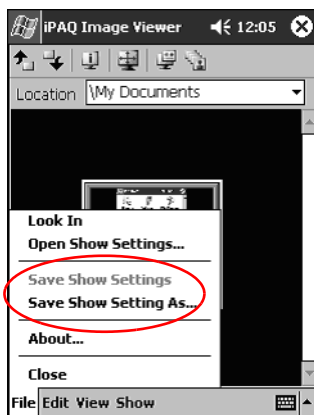 iPAQ Image Viewer 12:05
Location \My Documents
Look In
Open Show Settings...
Save Show Settings
Save Show Setting As...
About...
Close
File Edit View Show